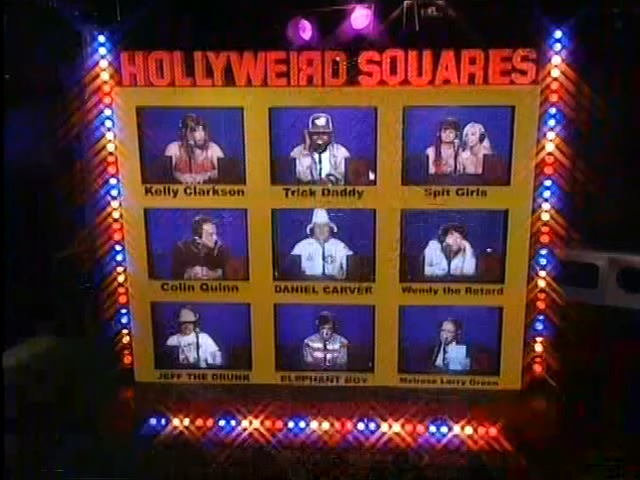 HOLLYWEIRD SQUARES
Kelly Clarkson Trick Daddy Spit Girls
Colin Quinn DANIEL CARVER Wendy the Retard
JEFF THE DRUNK ELEPHANT BOY Melrose Larry Green